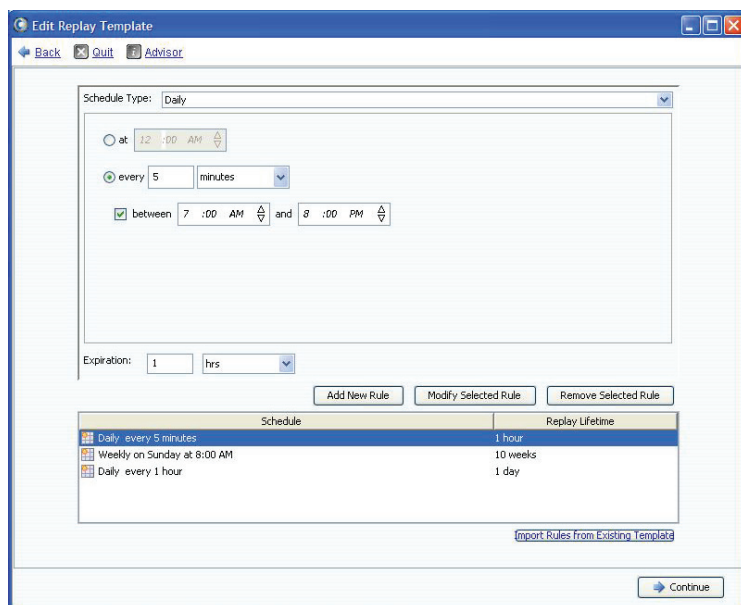 Edit Replay Template
Back Quit Advisor
Schedule Type: Daily
at 12 :00 AM
every 5 minutes
between 7 :00 AM and 8 :00 PM
Expiration: 1 hrs
Add New Rule Modify Selected Rule Remove Selected Rule
Schedule Replay Lifetime
Daily every 5 minutes 1 hour
Weekly on Sunday at 8:00 AM 10 weeks
Daily every 1 hour 1 day
Import Rules from Existing Template
Continue